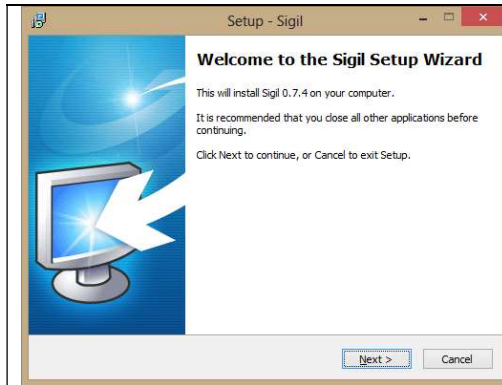 Setup - Sigil
Welcome to the Sigil Setup Wizard
This will install Sigil 0.7.4 on your computer.
It is recommended that you close all other applications before
continuing.
Click Next to continue, or Cancel to exit Setup.
Next >
Cancel